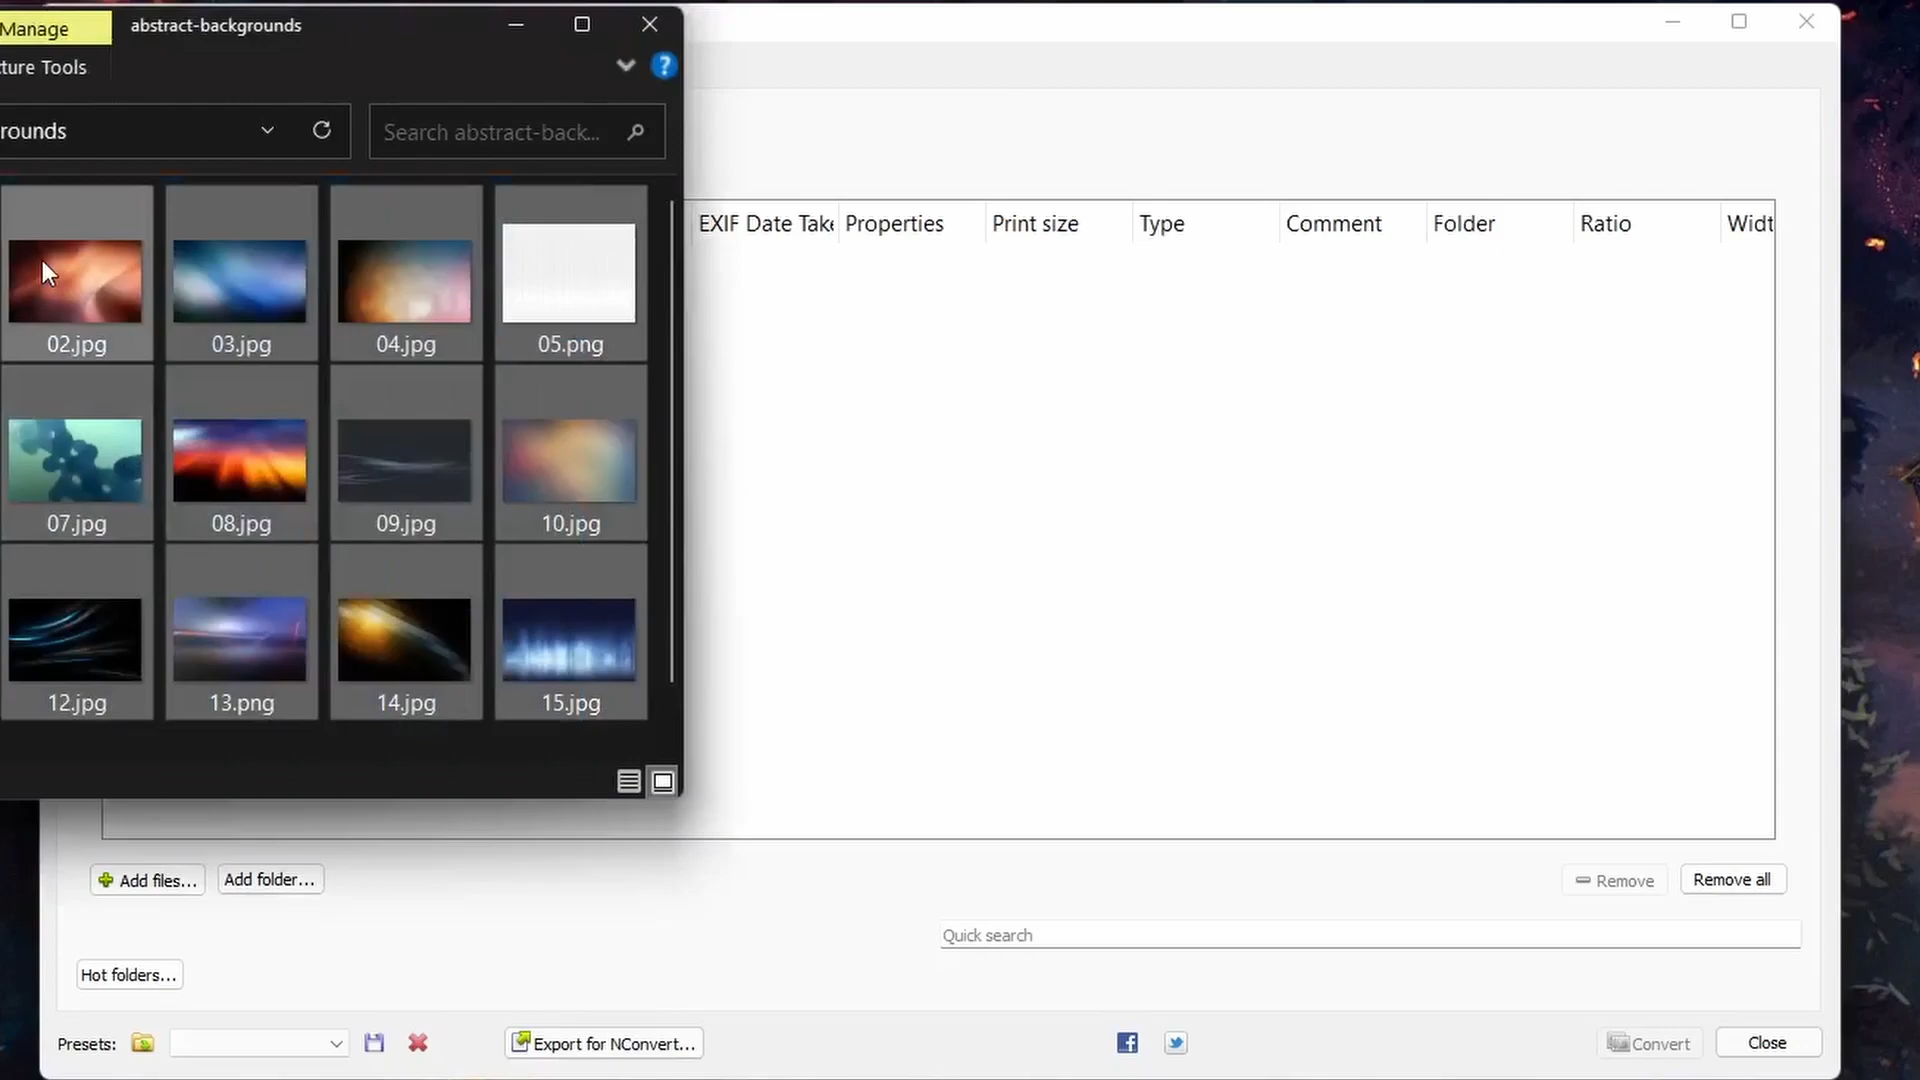 Manage
abstract-backgrounds
ture Tools
rounds
Search abstract-back...
02.jpg
03.jpg
04.jpg
05.png
07.jpg
08.jpg
09.jpg
10.jpg
12.jpg
13.png
14.jpg
15.jpg
EXIF Date Take
Properties
Print size
Type
Comment
Folder
Ratio
Widt
Add files...
Add folder...
Remove
Remove all
Quick search
Hot folders...
Presets:
Export for NConvert...
Convert
Close